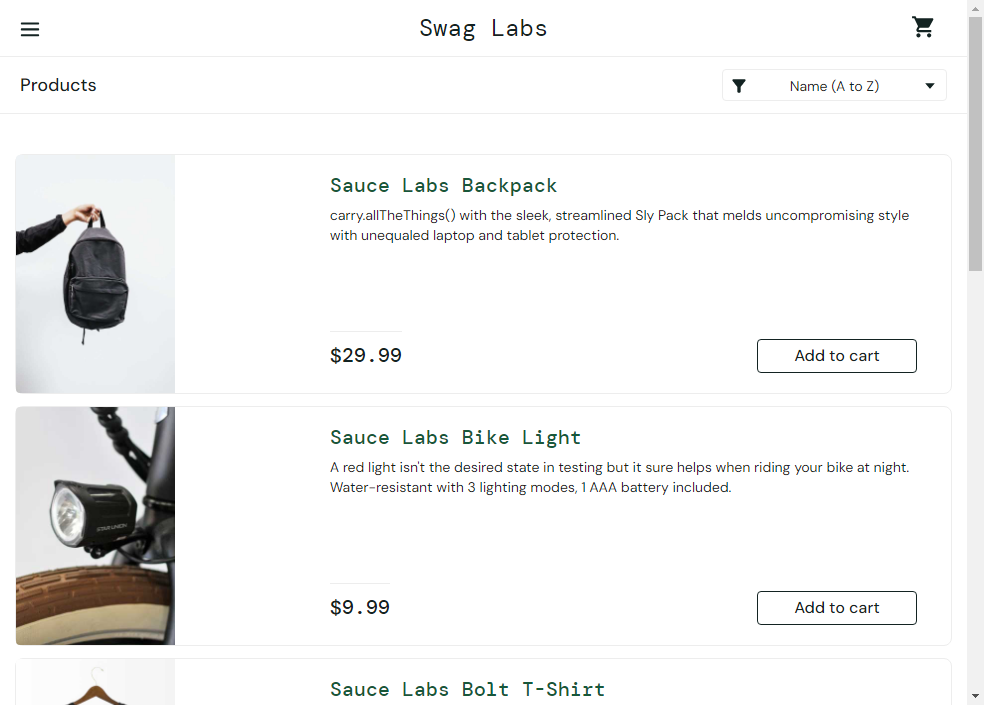 Swag Labs
Products
Name (A to Z)
Sauce Labs Backpack
carry.allTheThings() with the sleek, streamlined Sly Pack that melds uncompromising style
with unequaled laptop and tablet protection.
$29.99
Add to cart
Sauce Labs Bike Light
A red light isn't the desired state in testing but it sure helps when riding your bike at night.
Water-resistant with 3 lighting modes, 1 AAA battery included.
$9.99
Add to cart
Sauce Labs Bolt T-Shirt